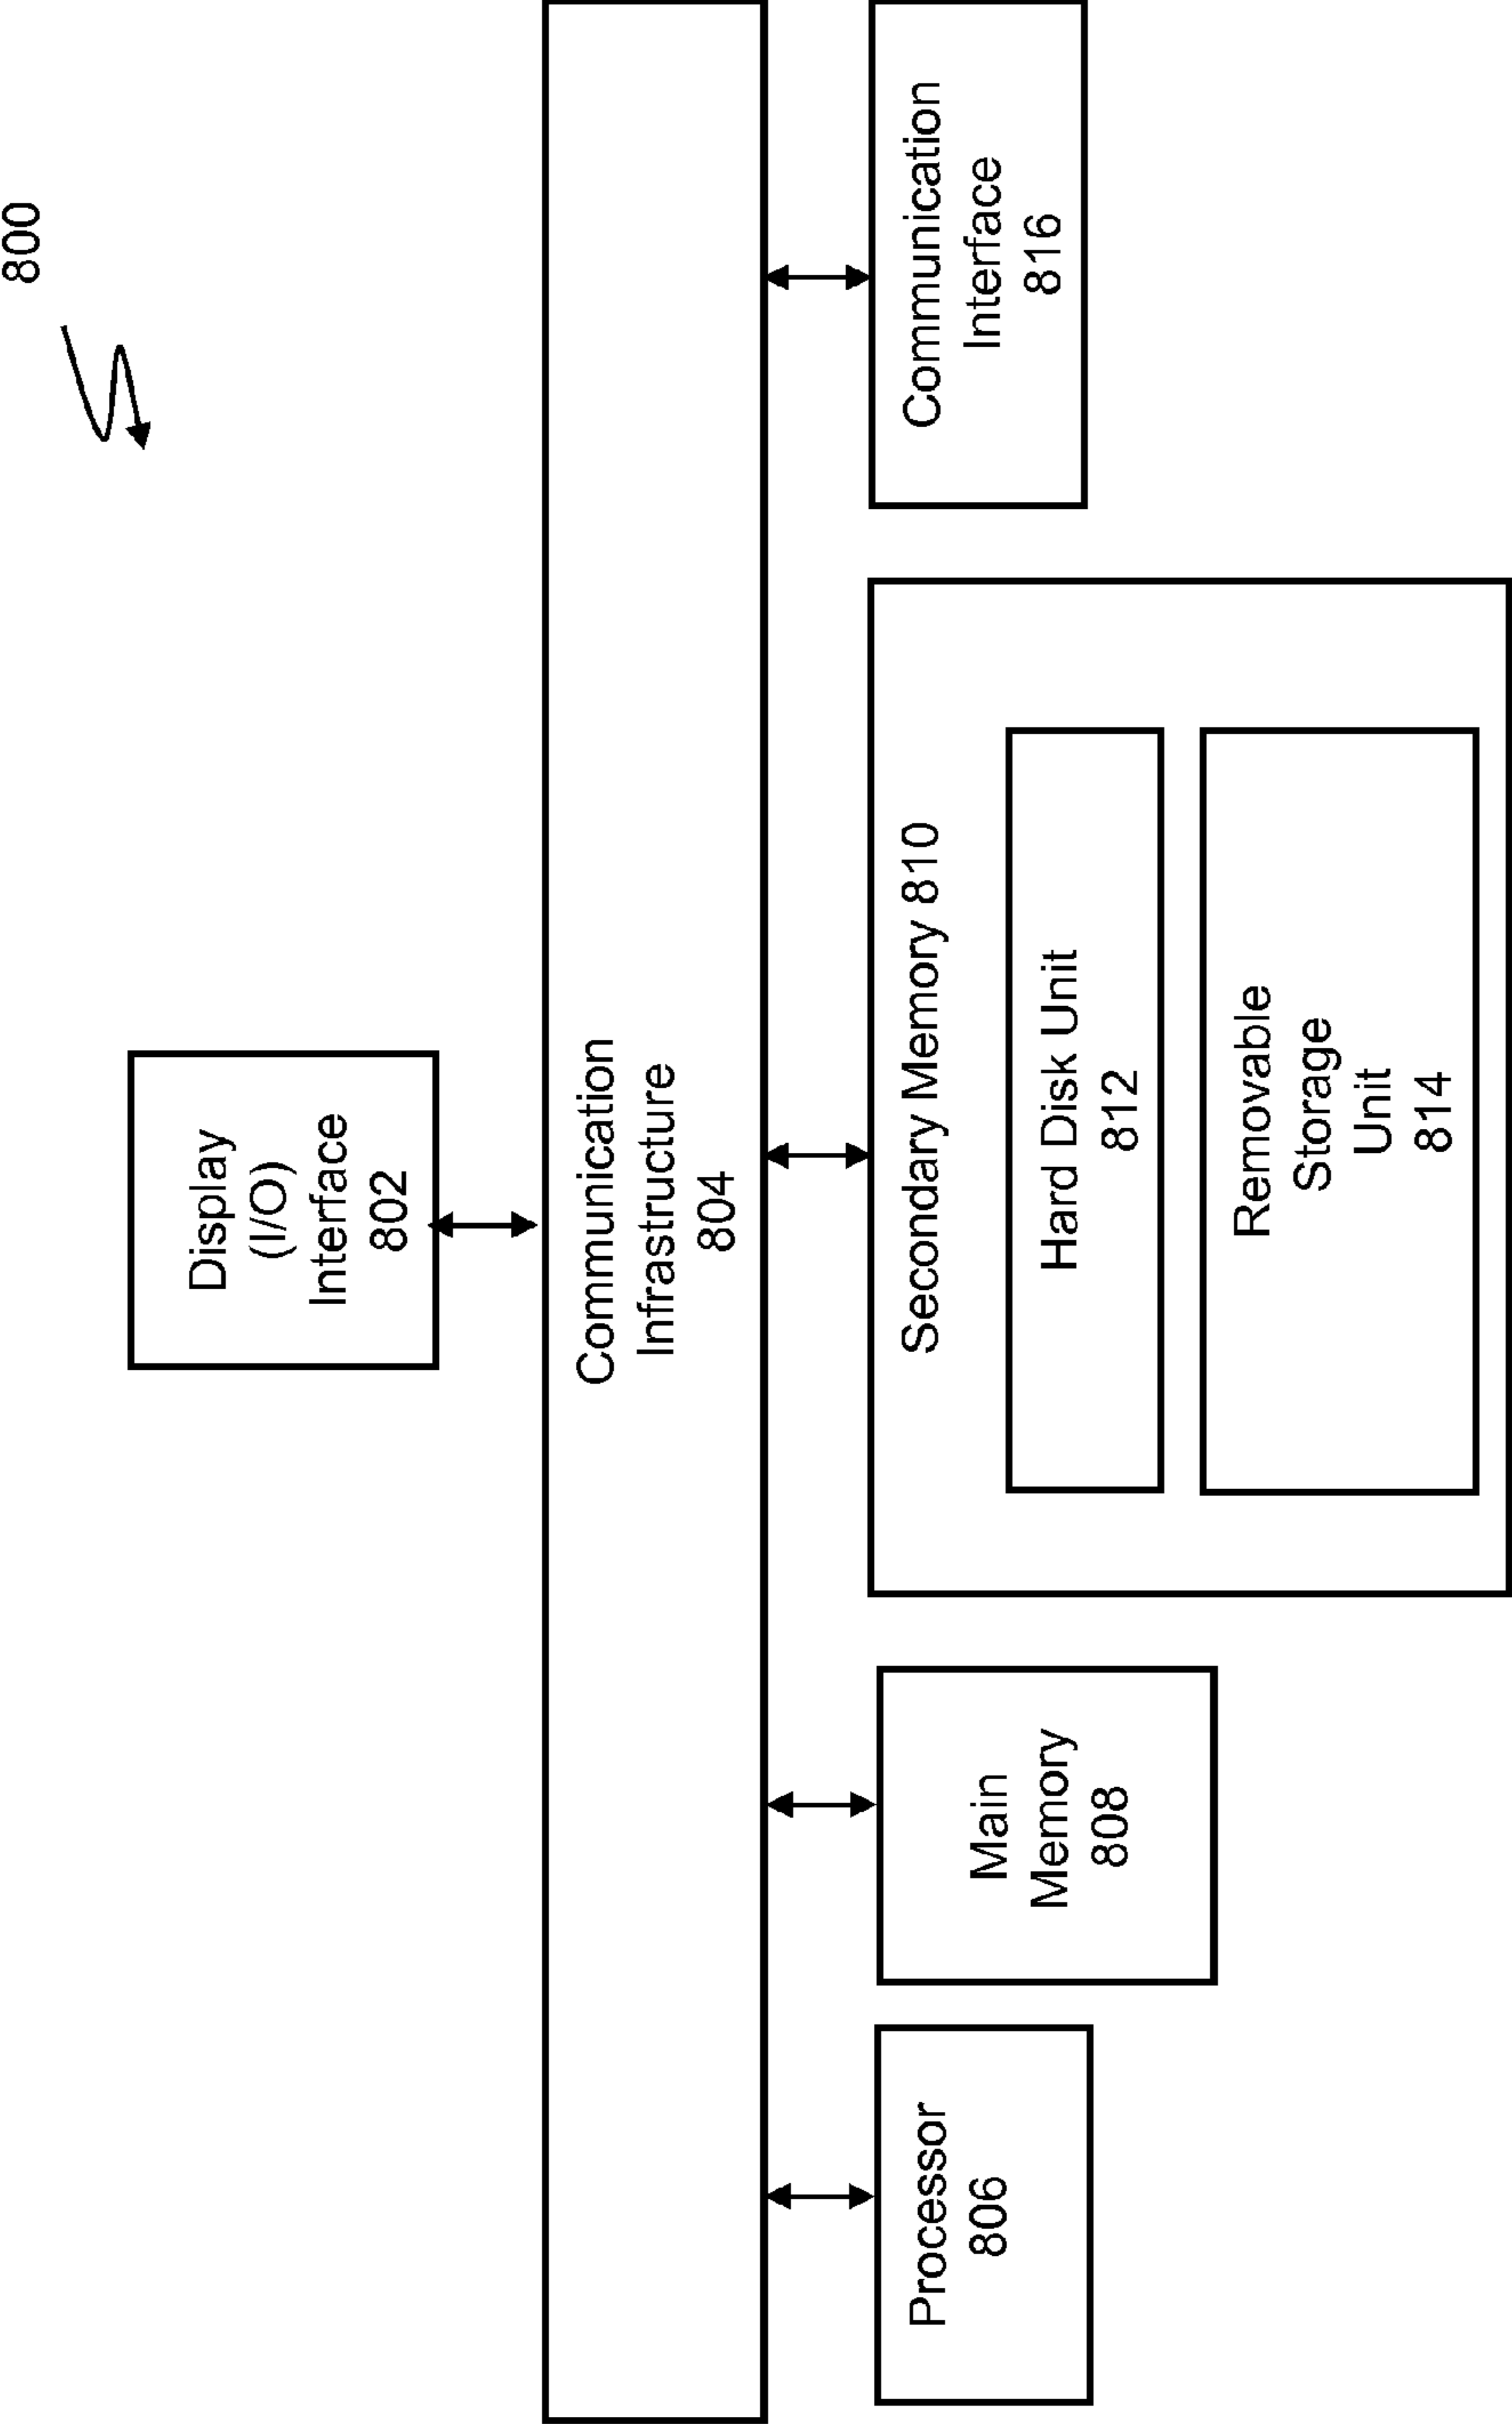 800
Display
(I/O)
Interface
802
Communication
Infrastructure
804
Processor
806
Main
Memory
808
Secondary Memory 810
Hard Disk Unit
812
Removable
Storage
Unit
814
Communication
Interface
816